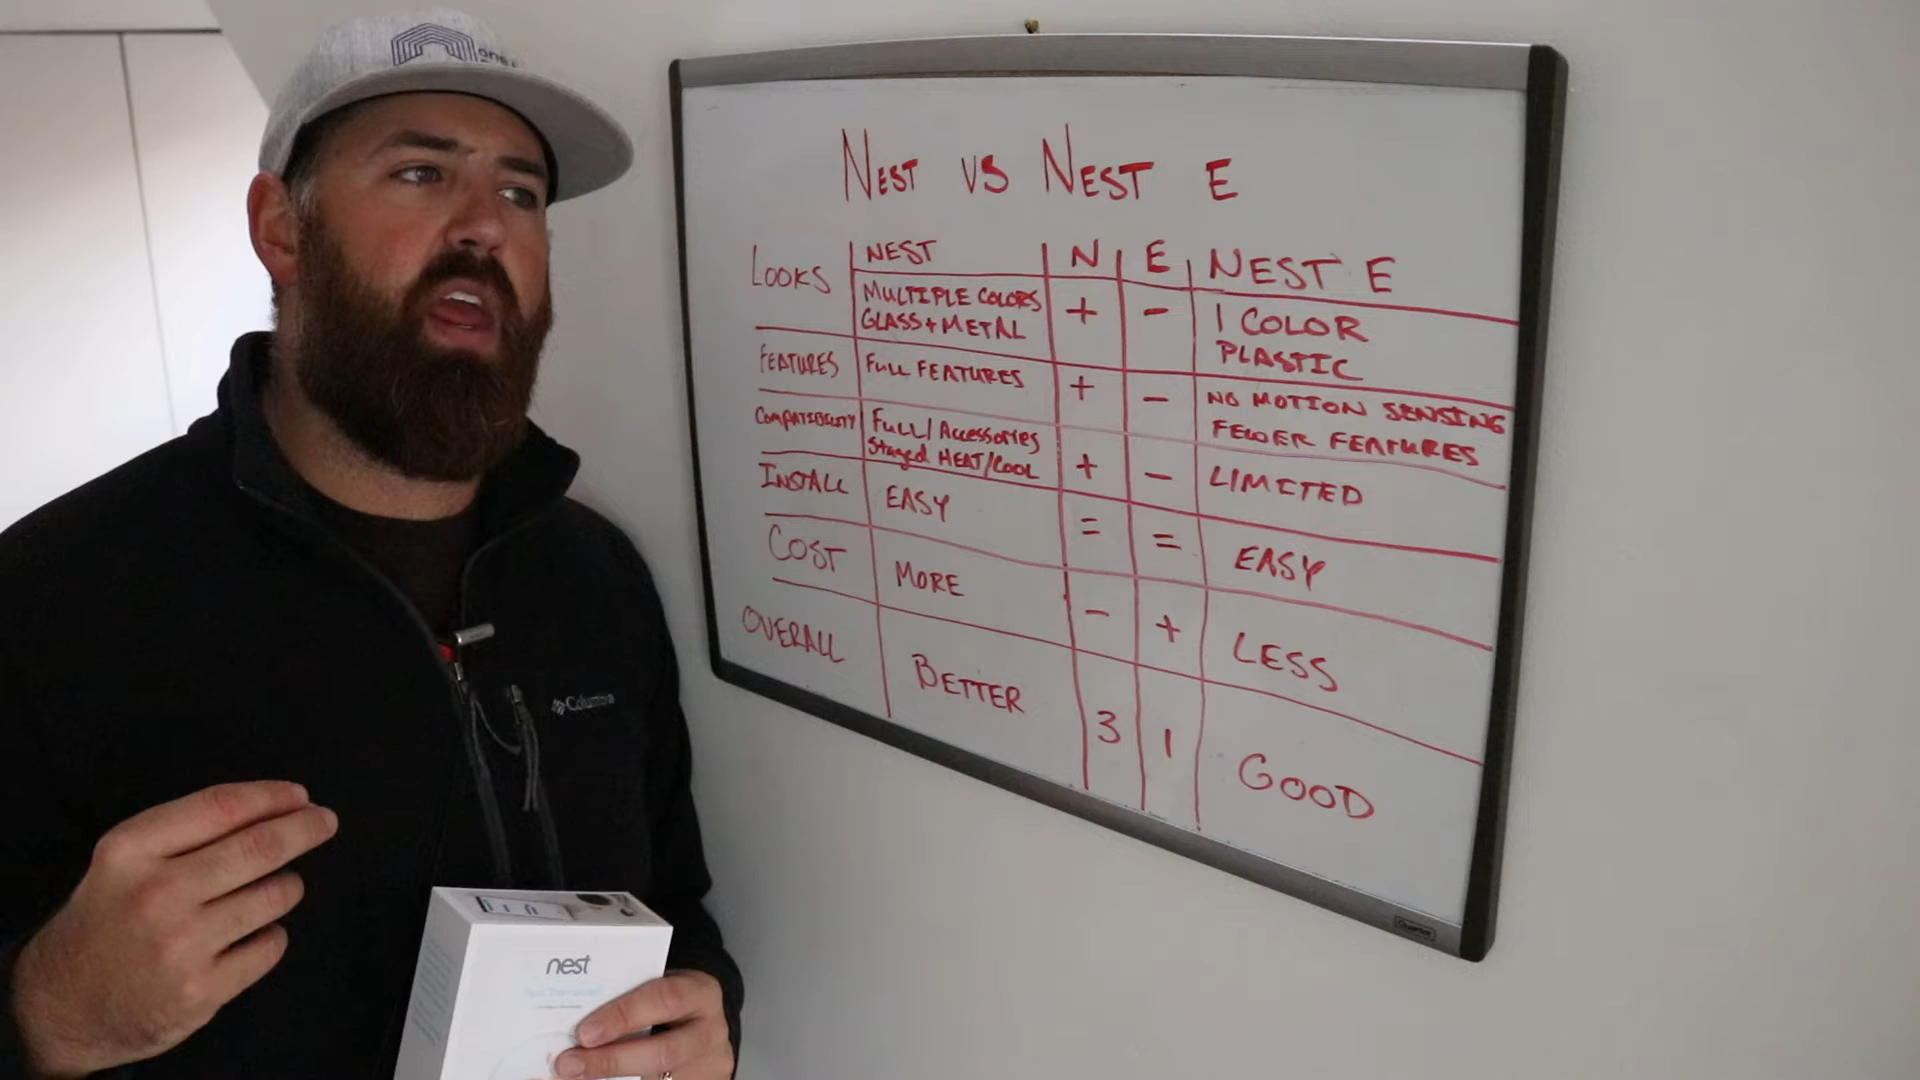 NEST VS NEST E
LOOKS
NEST
N
E
NEST E
MULTIPLE COLORS
GLASS + METAL
+
-
1 COLOR
PLASTIC
FEATURES
FULL FEATURES
+
-
NO MOTION SENSING
FEWER FEATURES
COMPATIBILITY
FULL/Accessories
Staged HEAT/COOL
+
-
LIMITED
INSTALL
EASY
=
=
EASY
COST
MORE
-
+
LESS
OVERALL
BETTER
3
1
GOOD
Columbia
nest
Quartet